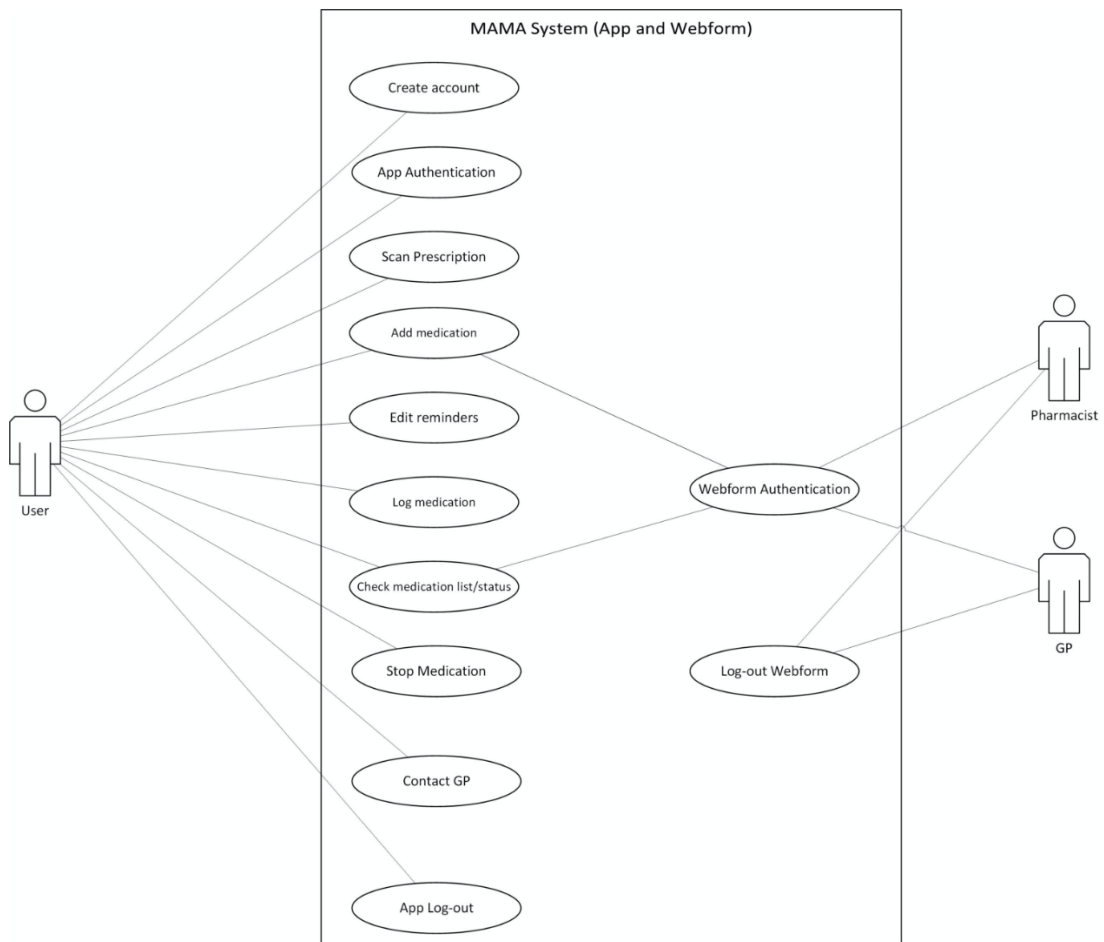 MAMA System (App and Webform)
Create account
App Authentication
Scan Prescription
Add medication
Edit reminders
Log medication
Check medication list/status
Stop Medication
Contact GP
App Log-out
Webform Authentication
Log-out Webform
User
Pharmacist
GP